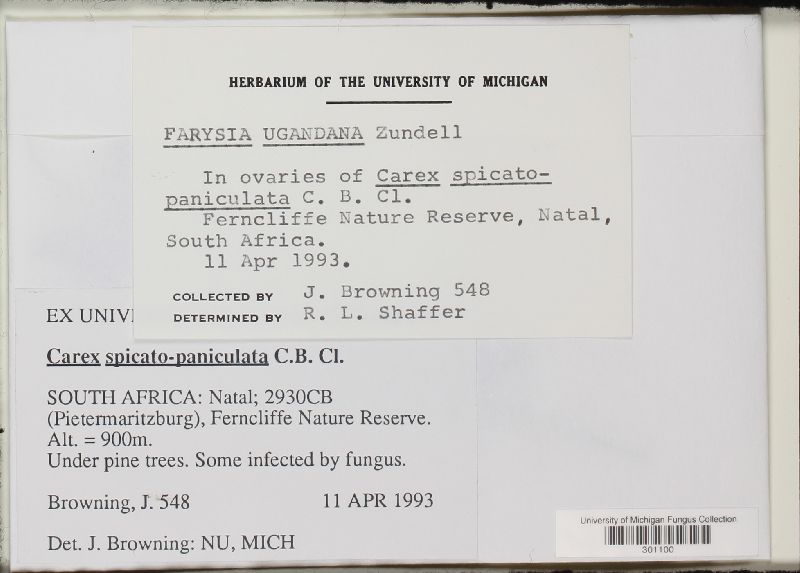 HERBARIUM OF THE UNIVERSITY OF MICHIGAN
FARYSIA UGANDANA Zundell
In ovaries of Carex spicato-
paniculata C. B. Cl.
Ferncliffe Nature Reserve, Natal,
South Africa.
11 Apr 1993.
COLLECTED BY J. Browning 548
DETERMINED BY R. L. Shaffer
EX UNIV
Carex spicato-paniculata C.B. Cl.
SOUTH AFRICA: Natal; 2930CB
(Pietermaritzburg), Ferncliffe Nature Reserve.
Alt. = 900m.
Under pine trees. Some infected by fungus.
Browning, J. 548 11 APR 1993
Det. J. Browning: NU, MICH
University of Michigan Fungus Collection
301100